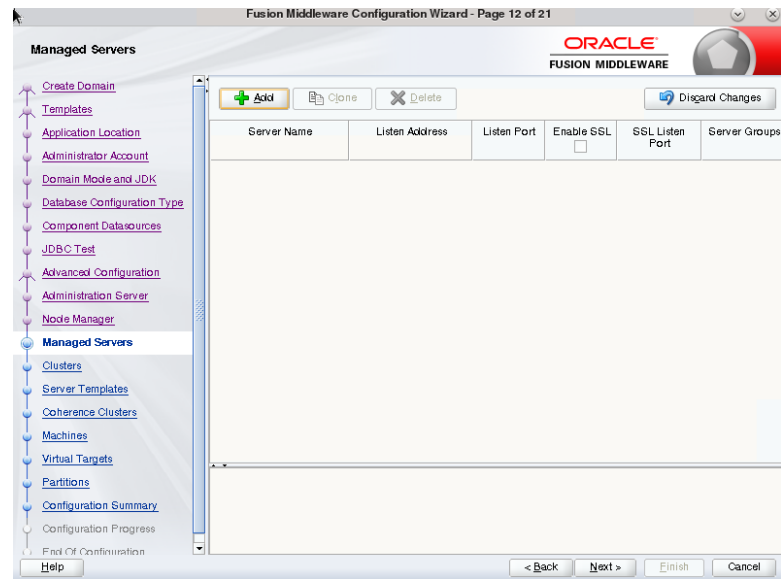 Fusion Middleware Configuration Wizard - Page 12 of 21
Managed Servers
ORACLE
FUSION MIDDLEWARE
Create Domain
Templates
Application Location
Administrator Account
Domain Mode and JDK
Database Configuration Type
Component Datasources
JDBC Test
Advanced Configuration
Administration Server
Node Manager
Managed Servers
Clusters
Server Templates
Coherence Clusters
Machines
Virtual Targets
Partitions
Configuration Summary
Configuration Progress
End Of Configuration
Add Clone Delete Discard Changes
Server Name Listen Address Listen Port Enable SSL SSL Listen Port Server Groups
Help < Back Next > Finish Cancel